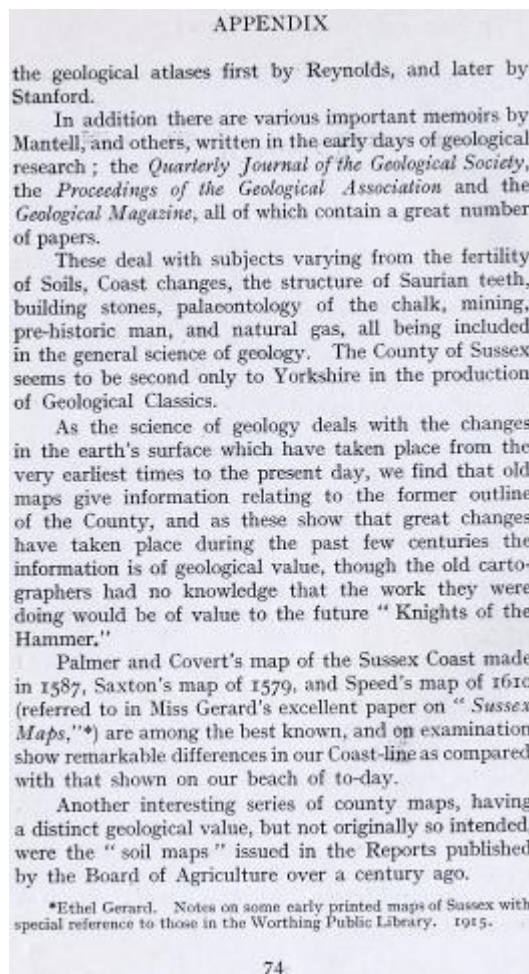 APPENDIX
the geological atlases first by Reynolds, and later by
Stanford.
In addition there are various important memoirs by
Mantell, and others, written in the early days of geological
research ; the Quarterly Journal of the Geological Society,
the Proceedings of the Geological Association and the
Geological Magazine, all of which contain a great number
of papers.
These deal with subjects varying from the fertility
of Soils, Coast changes, the structure of Saurian teeth,
building stones, palaeontology of the chalk, mining,
pre-historic man, and natural gas, all being included
in the general science of geology. The County of Sussex
seems to be second only to Yorkshire in the production
of Geological Classics.
As the science of geology deals with the changes
in the earth's surface which have taken place from the
very earliest times to the present day, we find that old
maps give information relating to the former outline
of the County, and as these show that great changes
have taken place during the past few centuries the
information is of geological value, though the old carto-
graphers had no knowledge that the work they were
doing would be of value to the future " Knights of the
Hammer."
Palmer and Covert's map of the Sussex Coast made
in 1587, Saxton's map of 1579, and Speed's map of 1610
(referred to in Miss Gerard's excellent paper on " Sussex
Maps,"*) are among the best known, and on examination
show remarkable differences in our Coast-line as compared
with that shown on our beach of to-day.
Another interesting series of county maps, having
a distinct geological value, but not originally so intended,
were the " soil maps " issued in the Reports published
by the Board of Agriculture over a century ago.
*Ethel Gerard. Notes on some early printed maps of Sussex with
special reference to those in the Worthing Public Library. 1915.
74